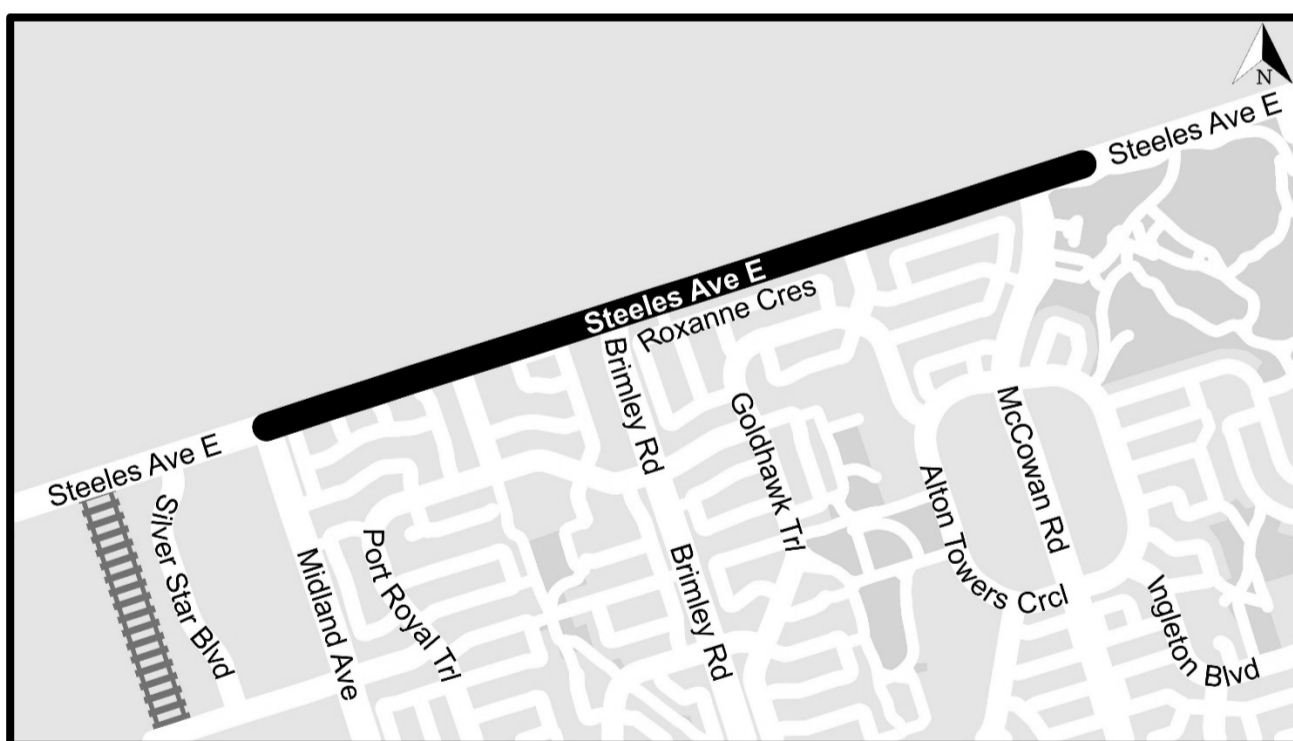 N
Steeles Ave E
Steeles Ave E
Roxanne Cres
Brimley Rd
Goldhawk Trl
McCowan Rd
Steeles Ave E
Silver Star Blvd
Alton Towers Crcl
Port Royal Trl
Midland Ave
Brimley Rd
Ingleton Blvd